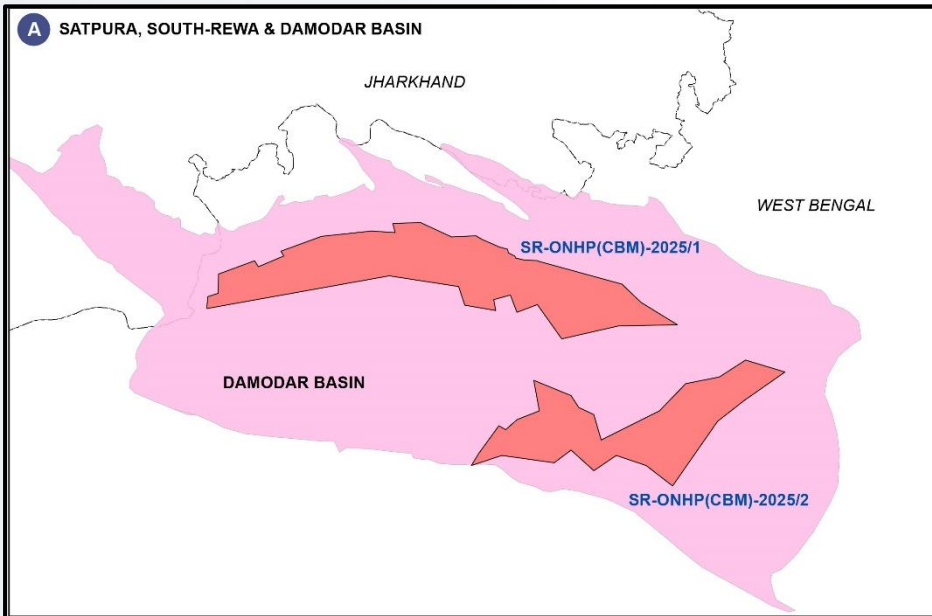 A SATPURA, SOUTH-REWA & DAMODAR BASIN
JHARKHAND
WEST BENGAL
SR-ONHP(CBM)-2025/1
DAMODAR BASIN
SR-ONHP(CBM)-2025/2